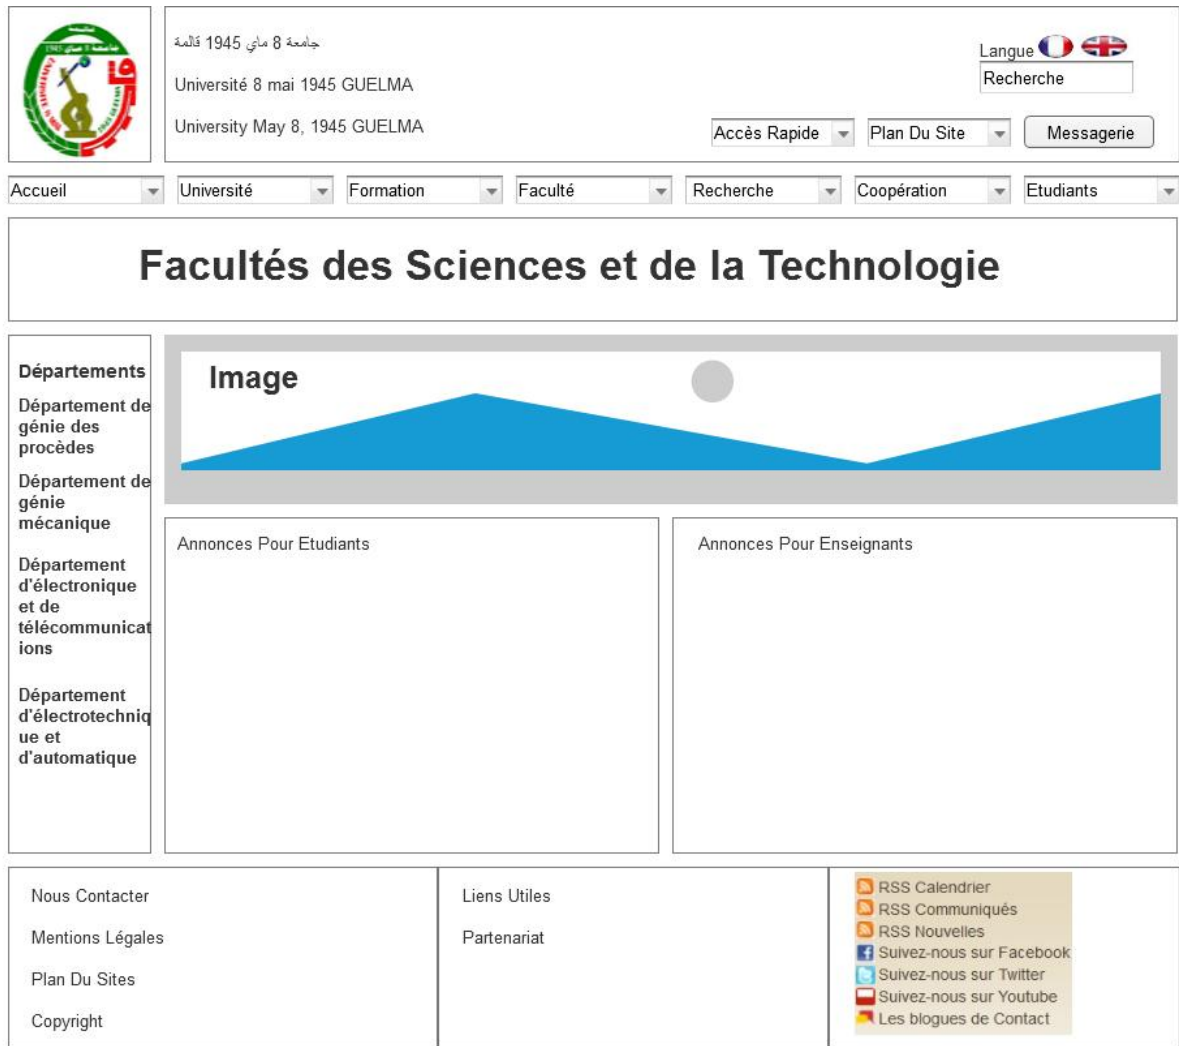 جامعة 8 ماي 1945 قالمة
Université 8 mai 1945 GUELMA
University May 8, 1945 GUELMA
Langue
Recherche
Accès Rapide
Plan Du Site
Messagerie
Accueil
Université
Formation
Faculté
Recherche
Coopération
Etudiants
Facultés des Sciences et de la Technologie
Départements
Département de
génie des
procèdes
Département de
génie
mécanique
Département
d'électronique
et de
télécommunicat
ions
Département
d'électrotechniq
ue et
d'automatique
Image
Annonces Pour Etudiants
Annonces Pour Enseignants
Nous Contacter
Mentions Légales
Plan Du Sites
Copyright
Liens Utiles
Partenariat
RSS Calendrier
RSS Communiqués
RSS Nouvelles
Suivez-nous sur Facebook
Suivez-nous sur Twitter
Suivez-nous sur Youtube
Les blogues de Contact